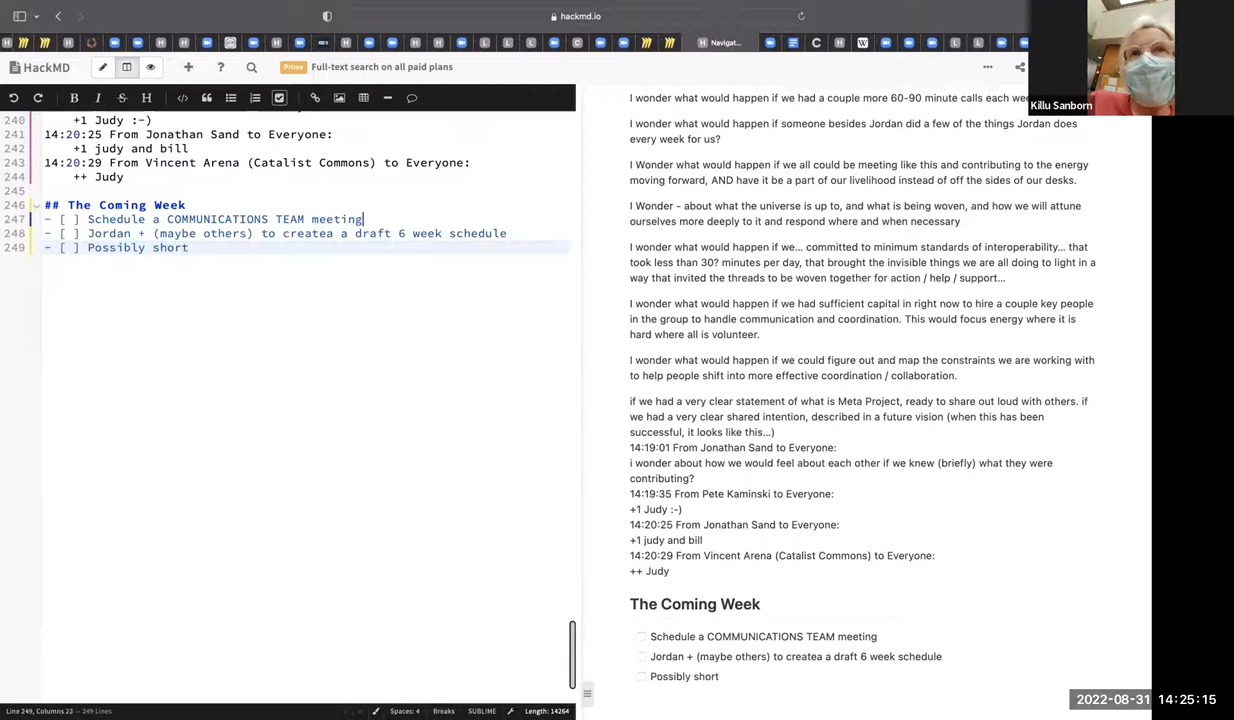 hackmd.io
Navigat...
HackMD
Prime Full-text search on all paid plans
Killu Sanborn
240 +1 Judy :-)
241 14:20:25 From Jonathan Sand to Everyone:
242 +1 judy and bill
243 14:20:29 From Vincent Arena (Catalist Commons) to Everyone:
244 ++ Judy
245
246 ## The Coming Week
247 - [ ] Schedule a COMMUNICATIONS TEAM meeting
248 - [ ] Jordan + (maybe others) to createa a draft 6 week schedule
249 - [ ] Possibly short
Line 249, Columns 23 — 249 Lines
Spaces: 4 Breaks SUBLIME Length: 14264
I wonder what would happen if we had a couple more 60-90 minute calls each
I wonder what would happen if someone besides Jordan did a few of the things Jordan does
every week for us?
I Wonder what would happen if we all could be meeting like this and contributing to the energy
moving forward, AND have it be a part of our livelihood instead of off the sides of our desks.
I Wonder - about what the universe is up to, and what is being woven, and how we will attune
ourselves more deeply to it and respond where and when necessary
I wonder what would happen if we... committed to minimum standards of interoperability... that
took less than 30? minutes per day, that brought the invisible things we are all doing to light in a
way that invited the threads to be woven together for action / help / support...
I wonder what would happen if we had sufficient capital in right now to hire a couple key people
in the group to handle communication and coordination. This would focus energy where it is
hard where all is volunteer.
I wonder what would happen if we could figure out and map the constraints we are working with
to help people shift into more effective coordination / collaboration.
if we had a very clear statement of what is Meta Project, ready to share out loud with others. if
we had a very clear shared intention, described in a future vision (when this has been
successful, it looks like this...)
14:19:01 From Jonathan Sand to Everyone:
i wonder about how we would feel about each other if we knew (briefly) what they were
contributing?
14:19:35 From Pete Kaminski to Everyone:
+1 Judy :-)
14:20:25 From Jonathan Sand to Everyone:
+1 judy and bill
14:20:29 From Vincent Arena (Catalist Commons) to Everyone:
++ Judy
The Coming Week
Schedule a COMMUNICATIONS TEAM meeting
Jordan + (maybe others) to createa a draft 6 week schedule
Possibly short
2022-08-31 14:25:15